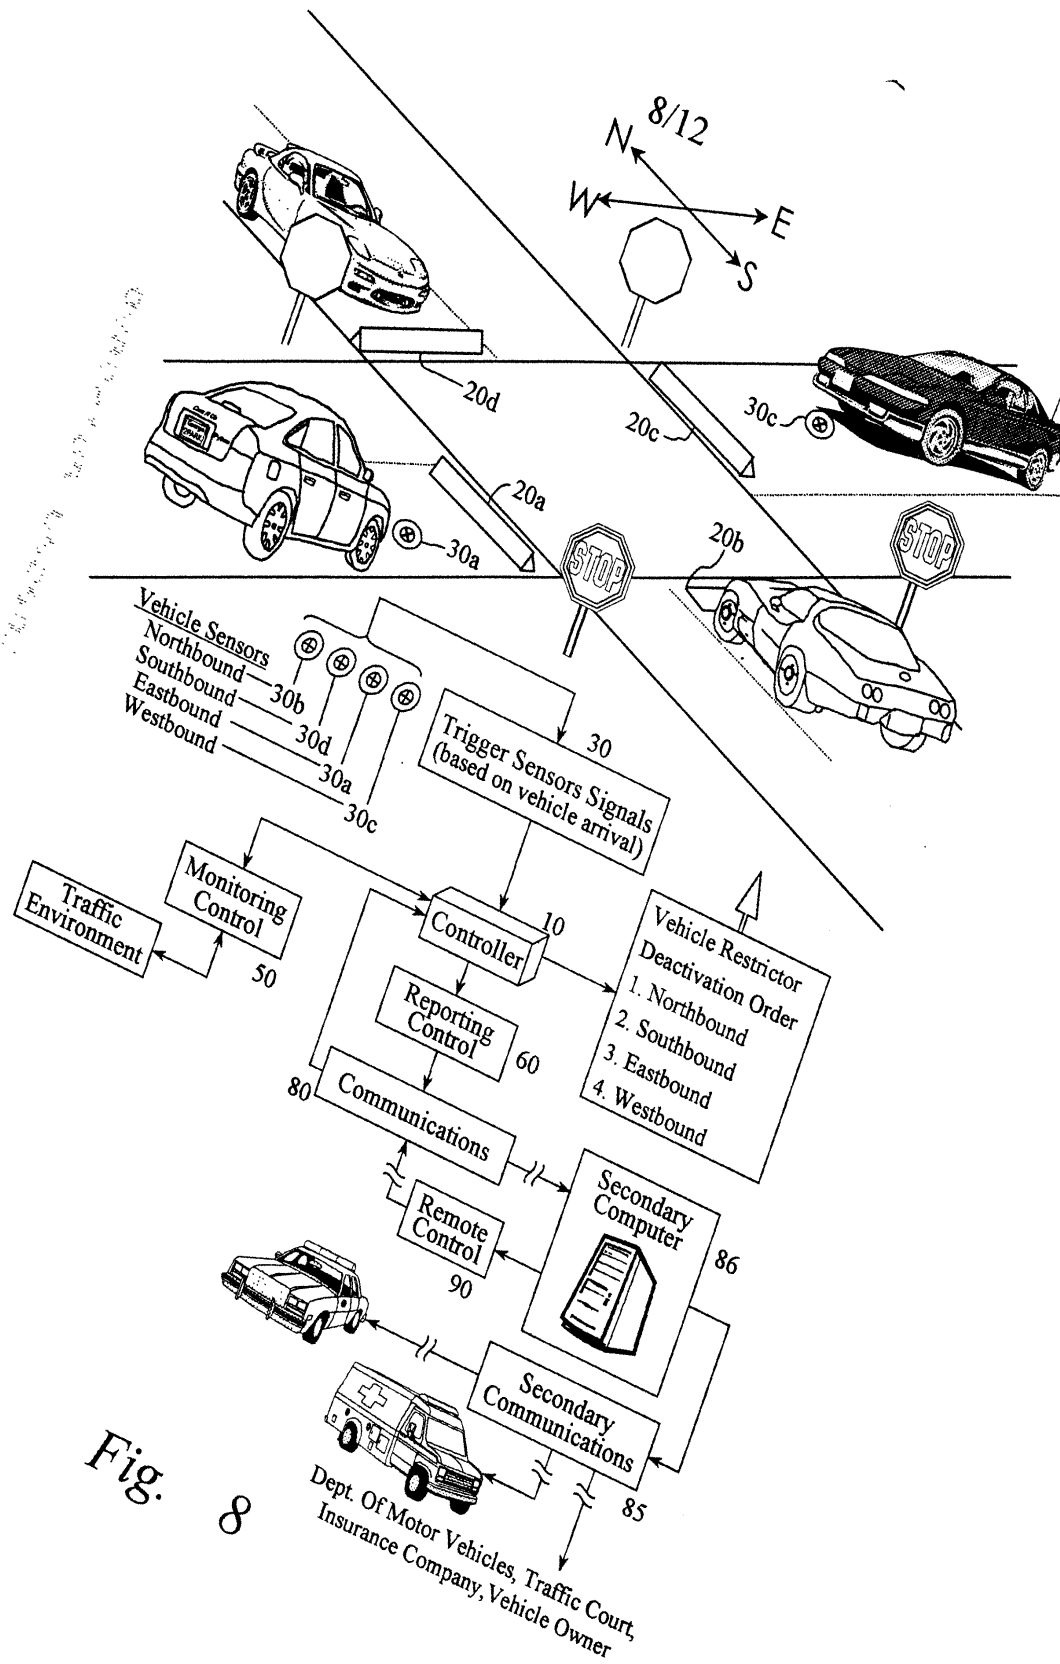 8/12
N
W
E
S
20d
20c
30c
20a
30a
20b
STOP
STOP
Vehicle Sensors
Northbound 30b
Southbound 30d
Eastbound 30a
Westbound 30c
30
Trigger Sensors Signals
(based on vehicle arrival)
Traffic
Environment
Monitoring
Control
50
10
Controller
Reporting
Control
60
80
Communications
Vehicle Restrictor
Deactivation Order
1. Northbound
2. Southbound
3. Eastbound
4. Westbound
Remote
Control
90
Secondary
Computer
86
Secondary
Communications
85
Dept. Of Motor Vehicles, Traffic Court,
Insurance Company, Vehicle Owner
Fig. 8